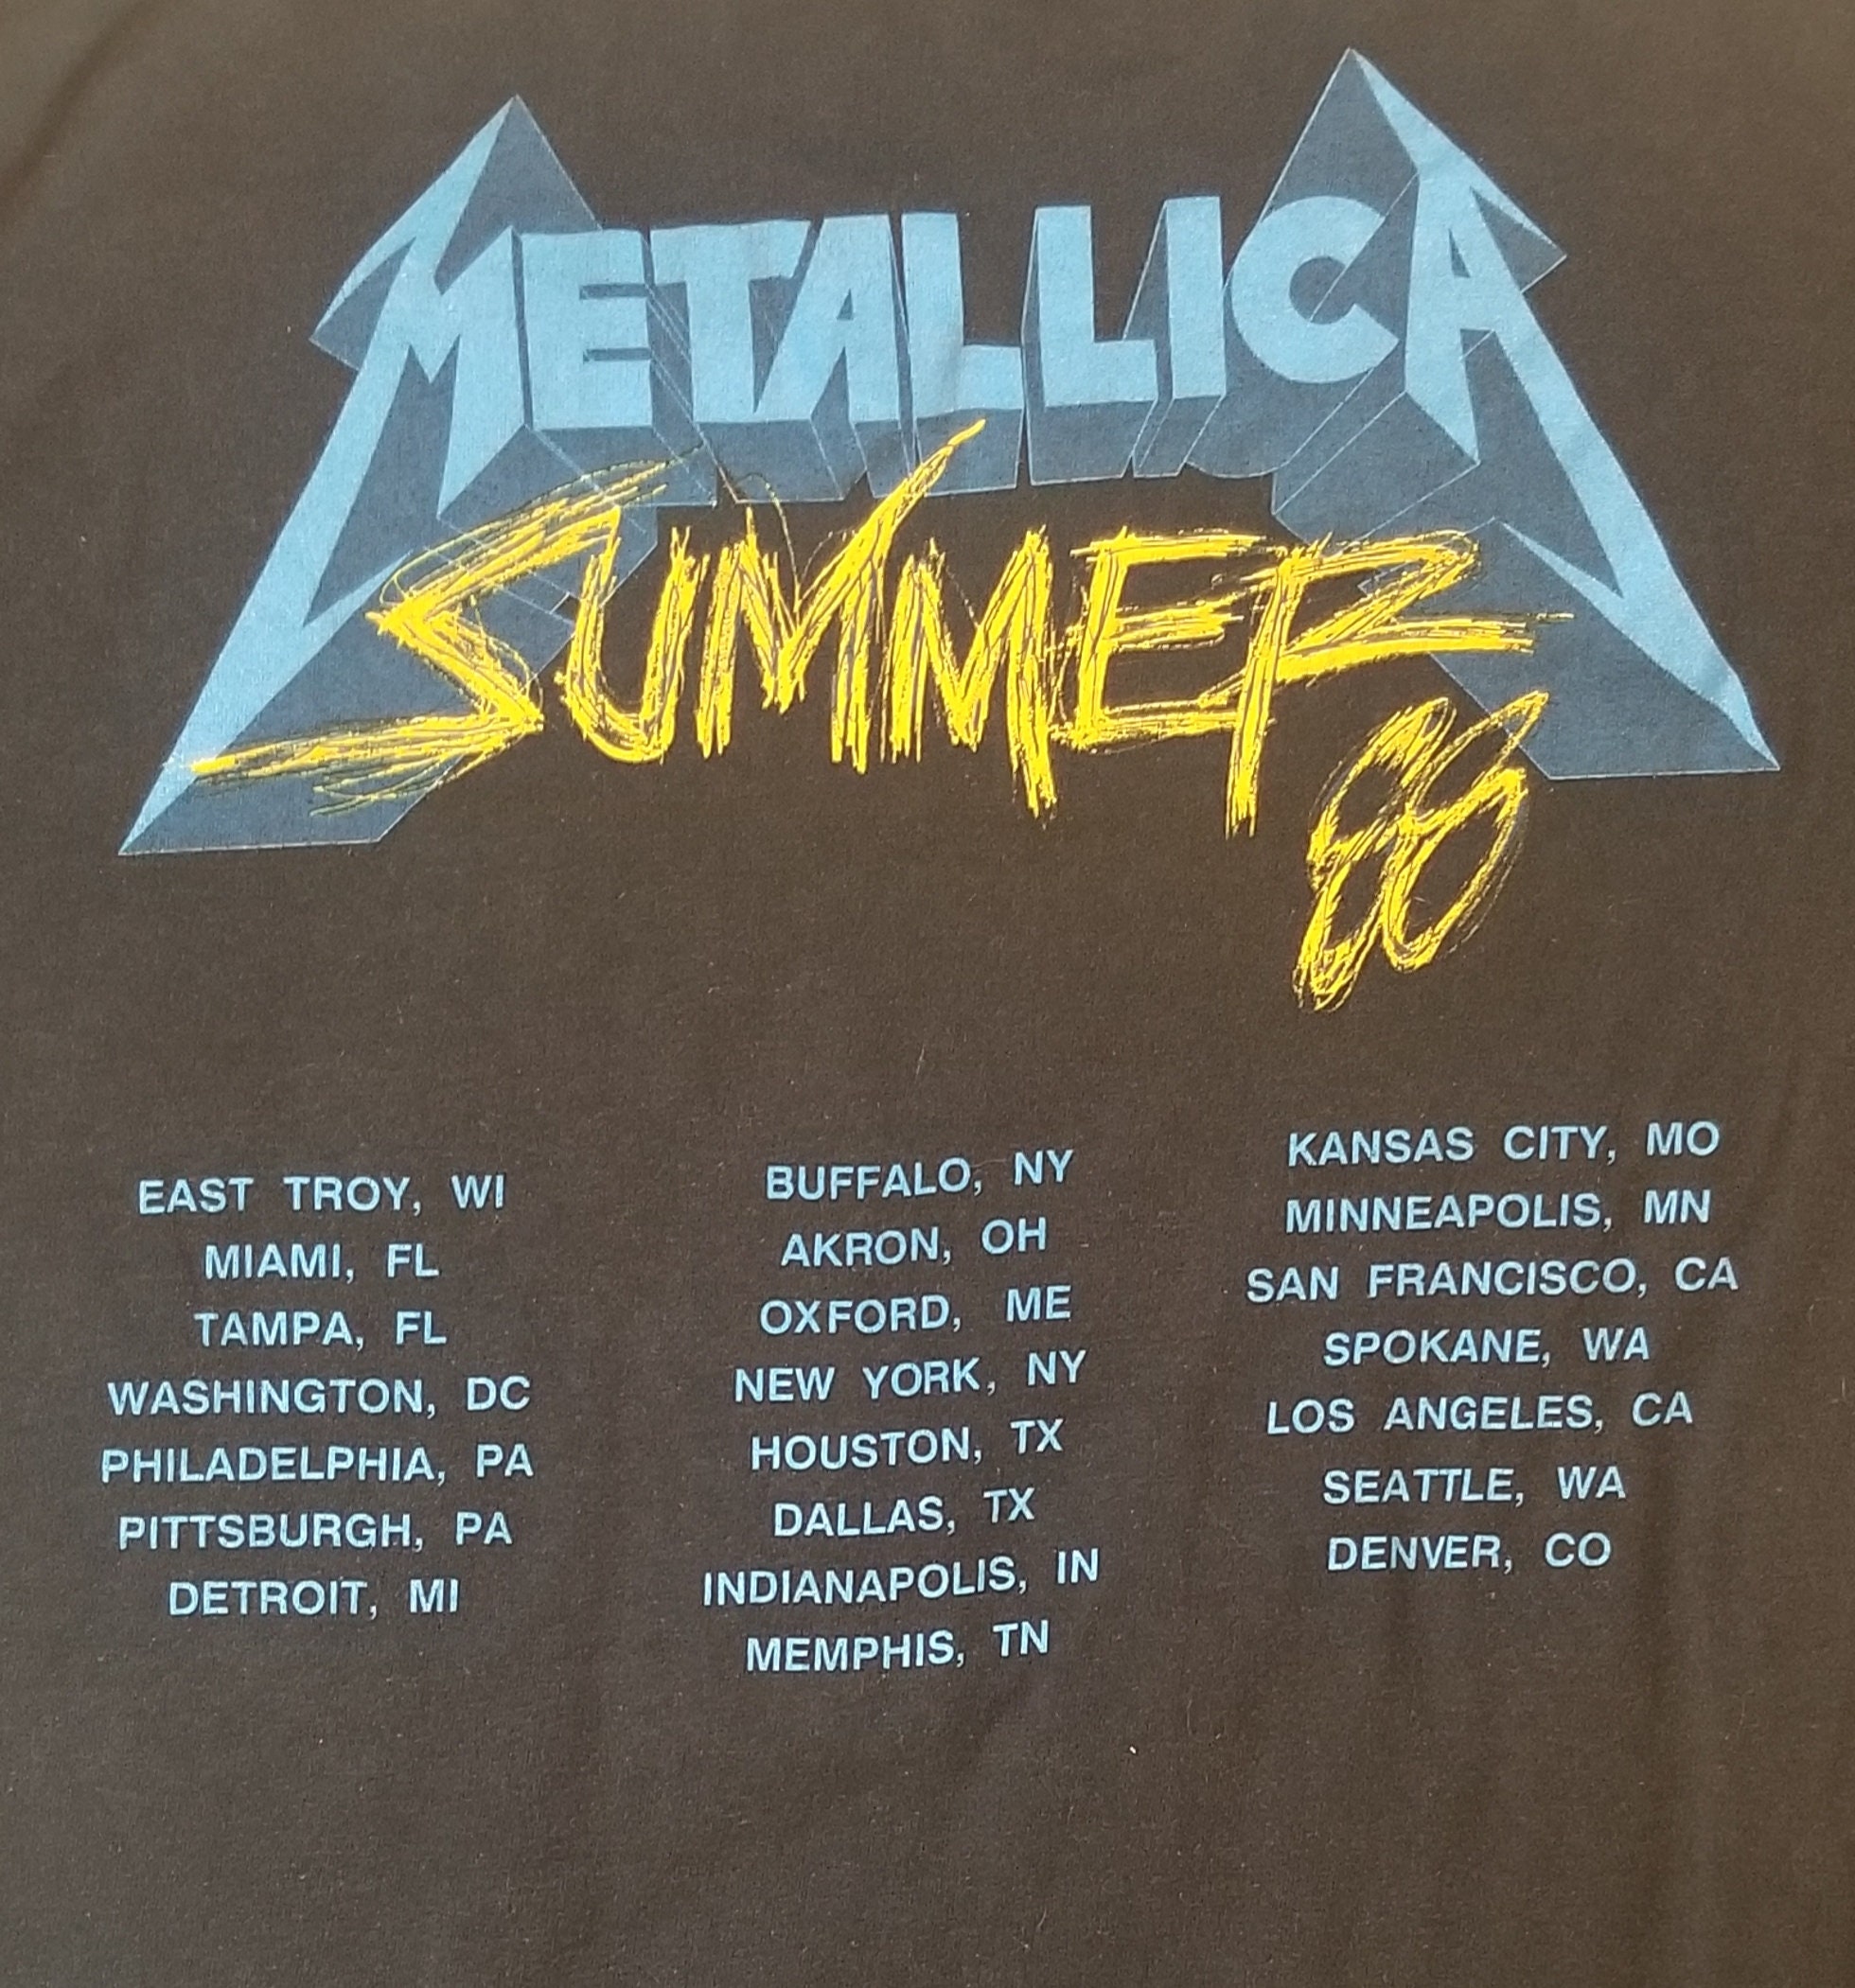 METALLICA
SUMMER
88
EAST TROY, WI
MIAMI, FL
TAMPA, FL
WASHINGTON, DC
PHILADELPHIA, PA
PITTSBURGH, PA
DETROIT, MI
BUFFALO, NY
AKRON, OH
OXFORD, ME
NEW YORK, NY
HOUSTON, TX
DALLAS, TX
INDIANAPOLIS, IN
MEMPHIS, TN
KANSAS CITY, MO
MINNEAPOLIS, MN
SAN FRANCISCO, CA
SPOKANE, WA
LOS ANGELES, CA
SEATTLE, WA
DENVER, CO